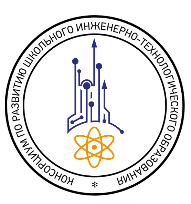 КОНСОРЦИУМ ПО РАЗВИТИЮ ШКОЛЬНОГО ИНЖЕНЕРНО-ТЕХНОЛОГИЧЕСКОГО ОБРАЗОВАНИЯ